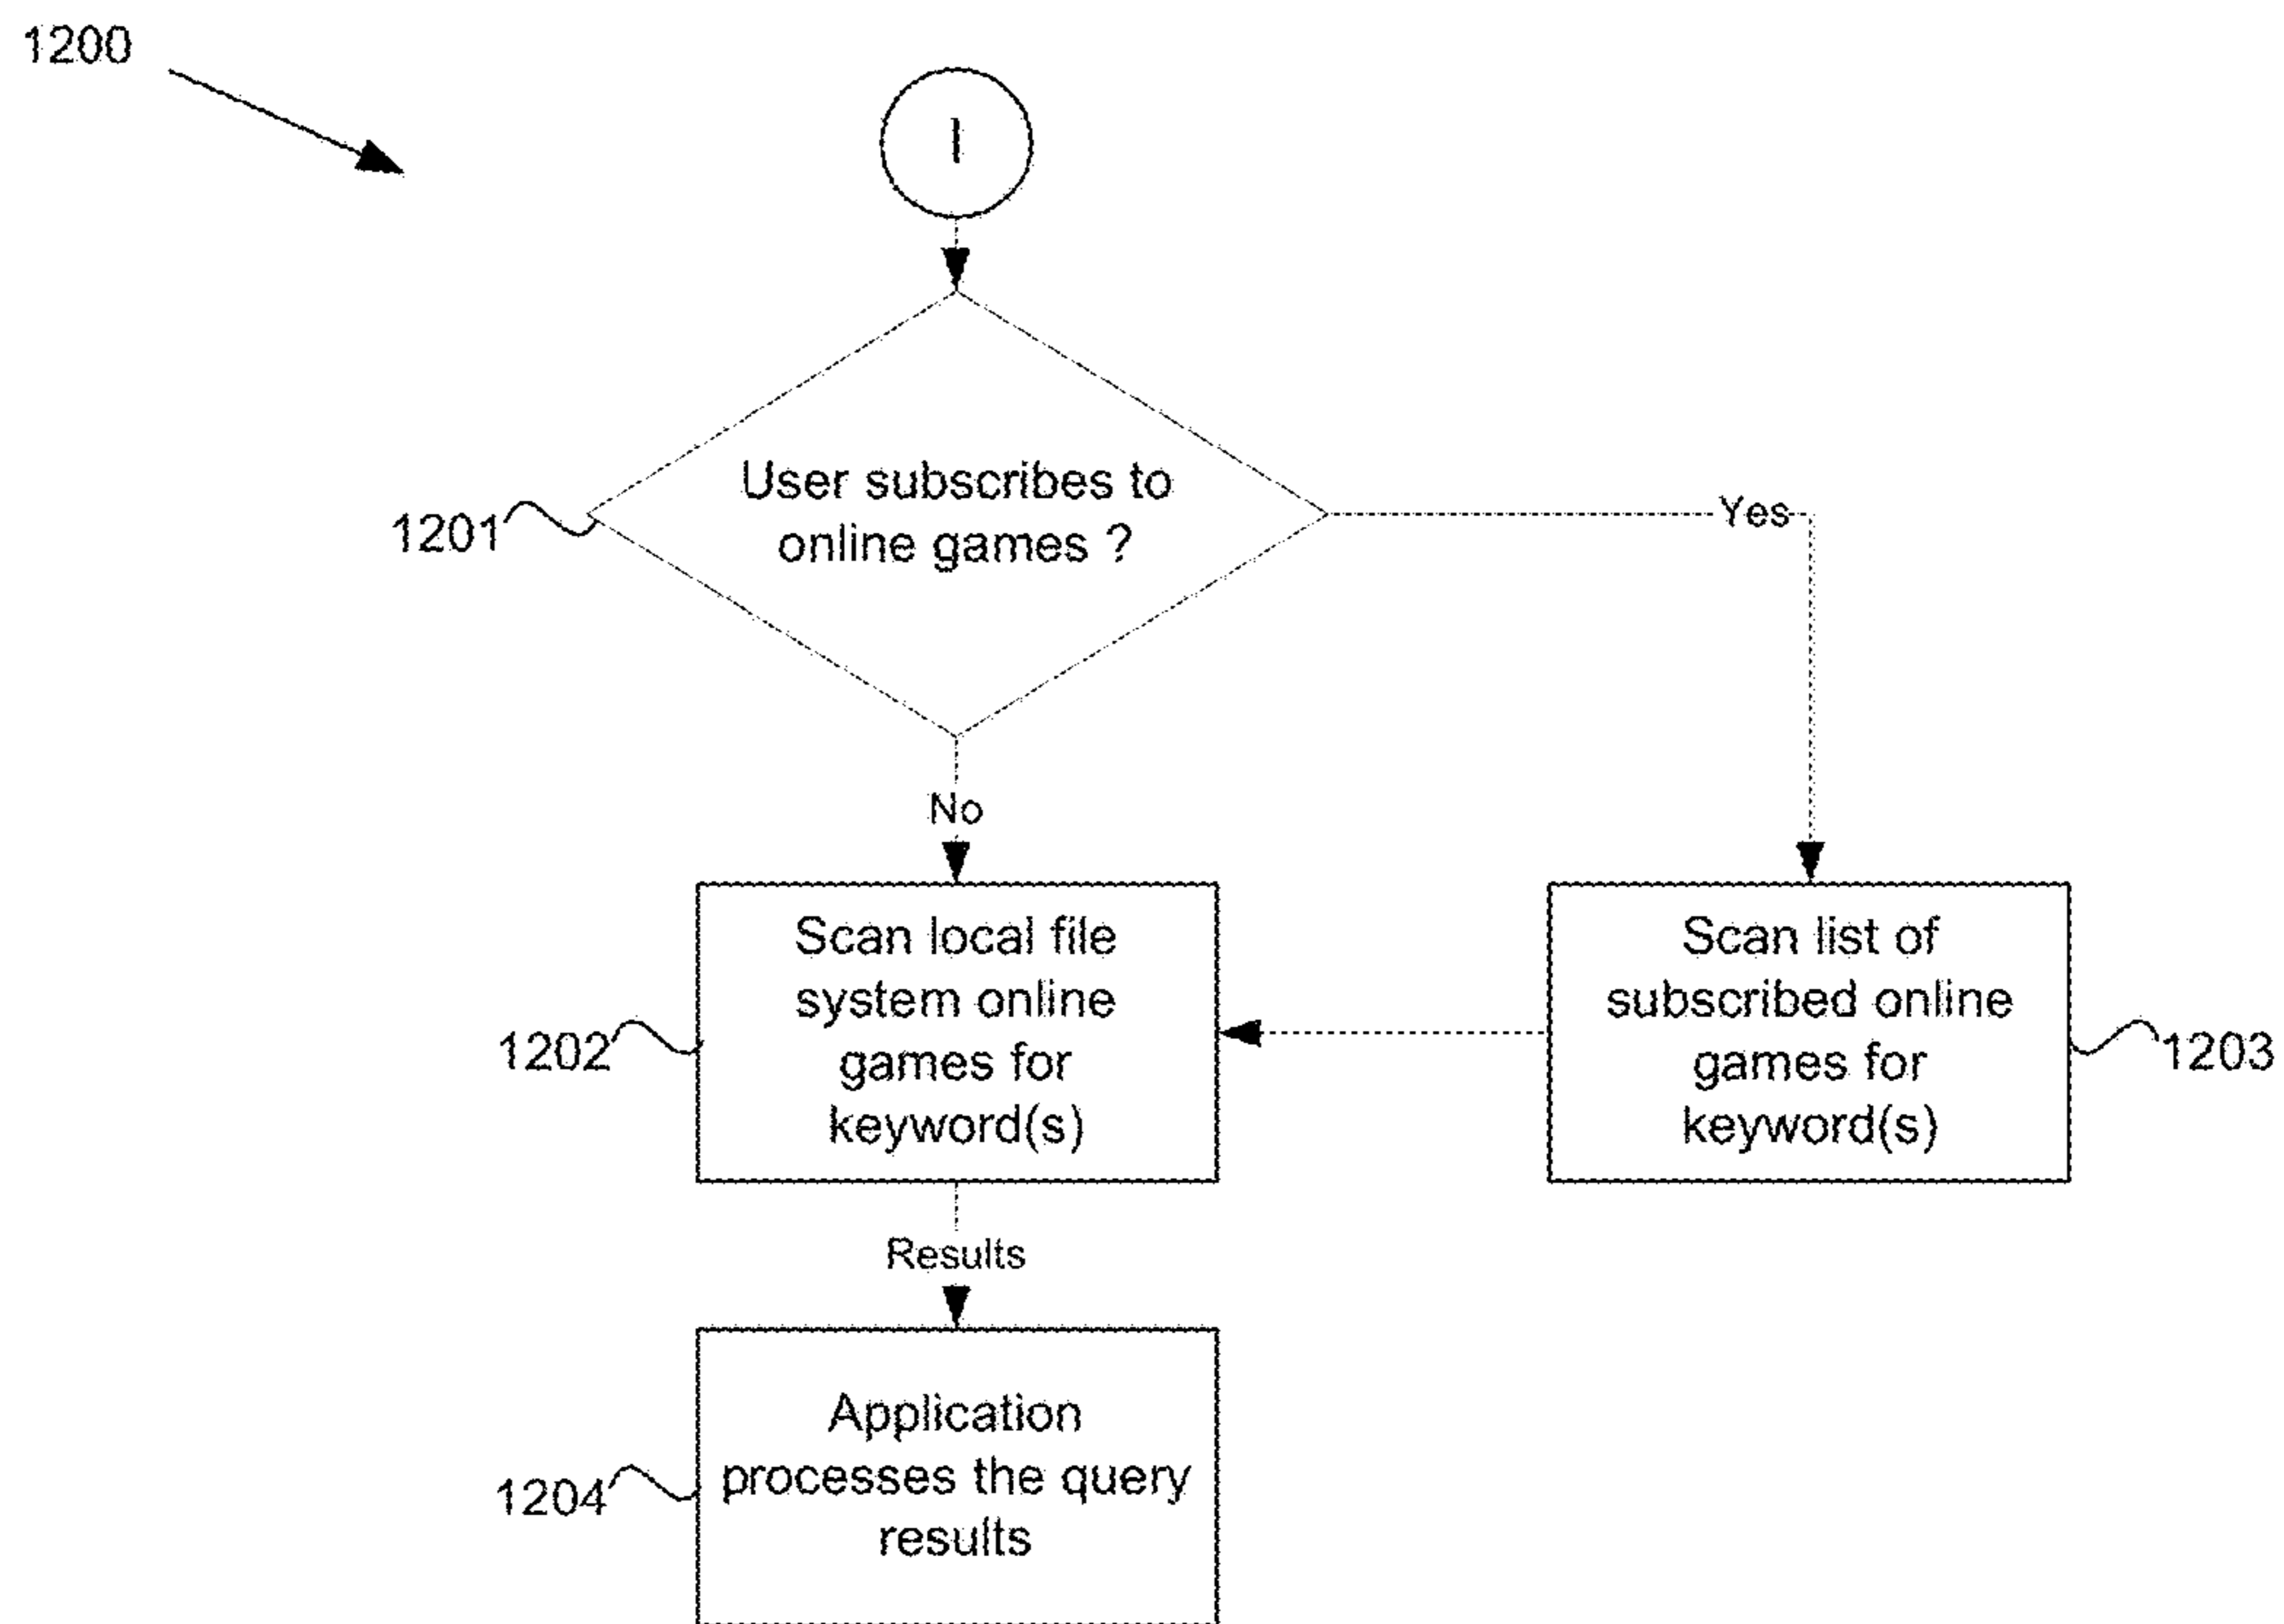 1200
I
User subscribes to
online games ?
1201
Yes
No
Scan local file
system online
games for
keyword(s)
1202
Scan list of
subscribed online
games for
keyword(s)
1203
Results
Application
processes the query
results
1204